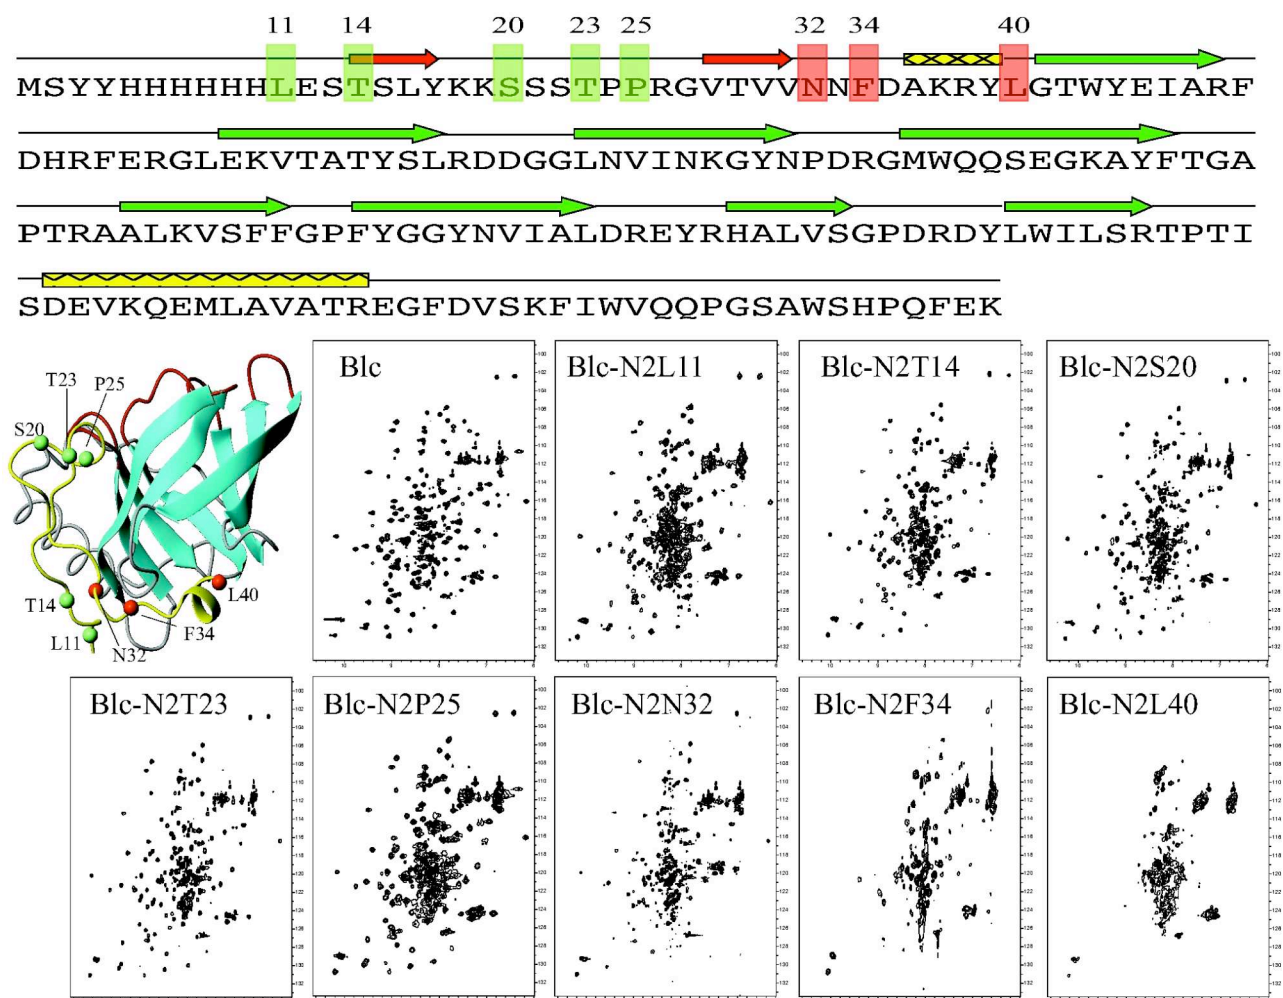 11 14 20 23 25 32 34 40
MSYYHHHHHHLESTSLYKKSSSTPPRGVTVVNNFDAKRYLGTWYEIARF
DHRFERGLEKVTATYSLRDDGGLNVINKGYNPDRGMWQQSEGKAYFTGA
PTRAALKVSFFGPFYGGYNVIALDREYRHALVSGPDRDYLWILSRTPTI
SDEVKQEMLAVATREGFDVSKFIWVQQPGSAWSHPQFEK
T23 P25
S20
T14
L11
N32
F34
L40
Blc Blc-N2L11 Blc-N2T14 Blc-N2S20
Blc-N2T23 Blc-N2P25 Blc-N2N32 Blc-N2F34 Blc-N2L40